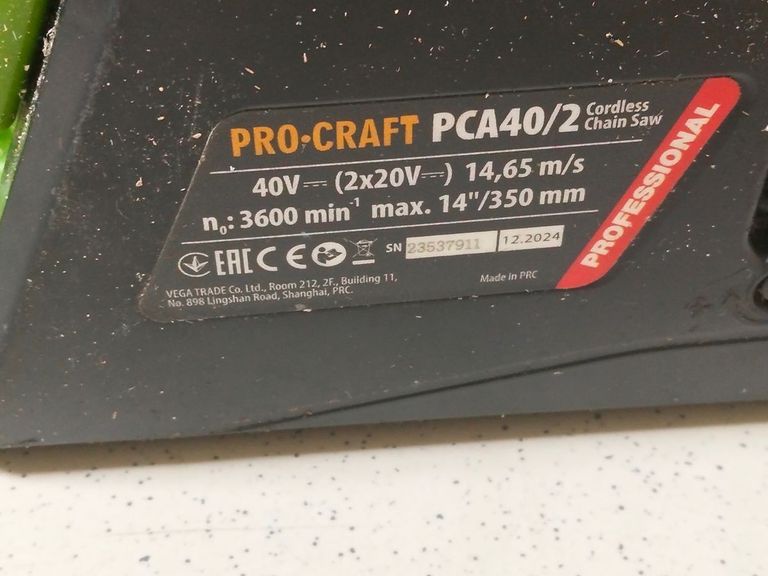 PRO·CRAFT PCA40/2 Cordless Chain Saw
40V⎓ (2x20V⎓) 14,65 m/s
n₀: 3600 min⁻¹ max. 14"/350 mm
EAC CE SN 23537911 12.2024
VEGA TRADE Co. Ltd., Room 212, 2F., Building 11,
No. 898 Lingshan Road, Shanghai, PRC.
Made in PRC
PROFESSIONAL